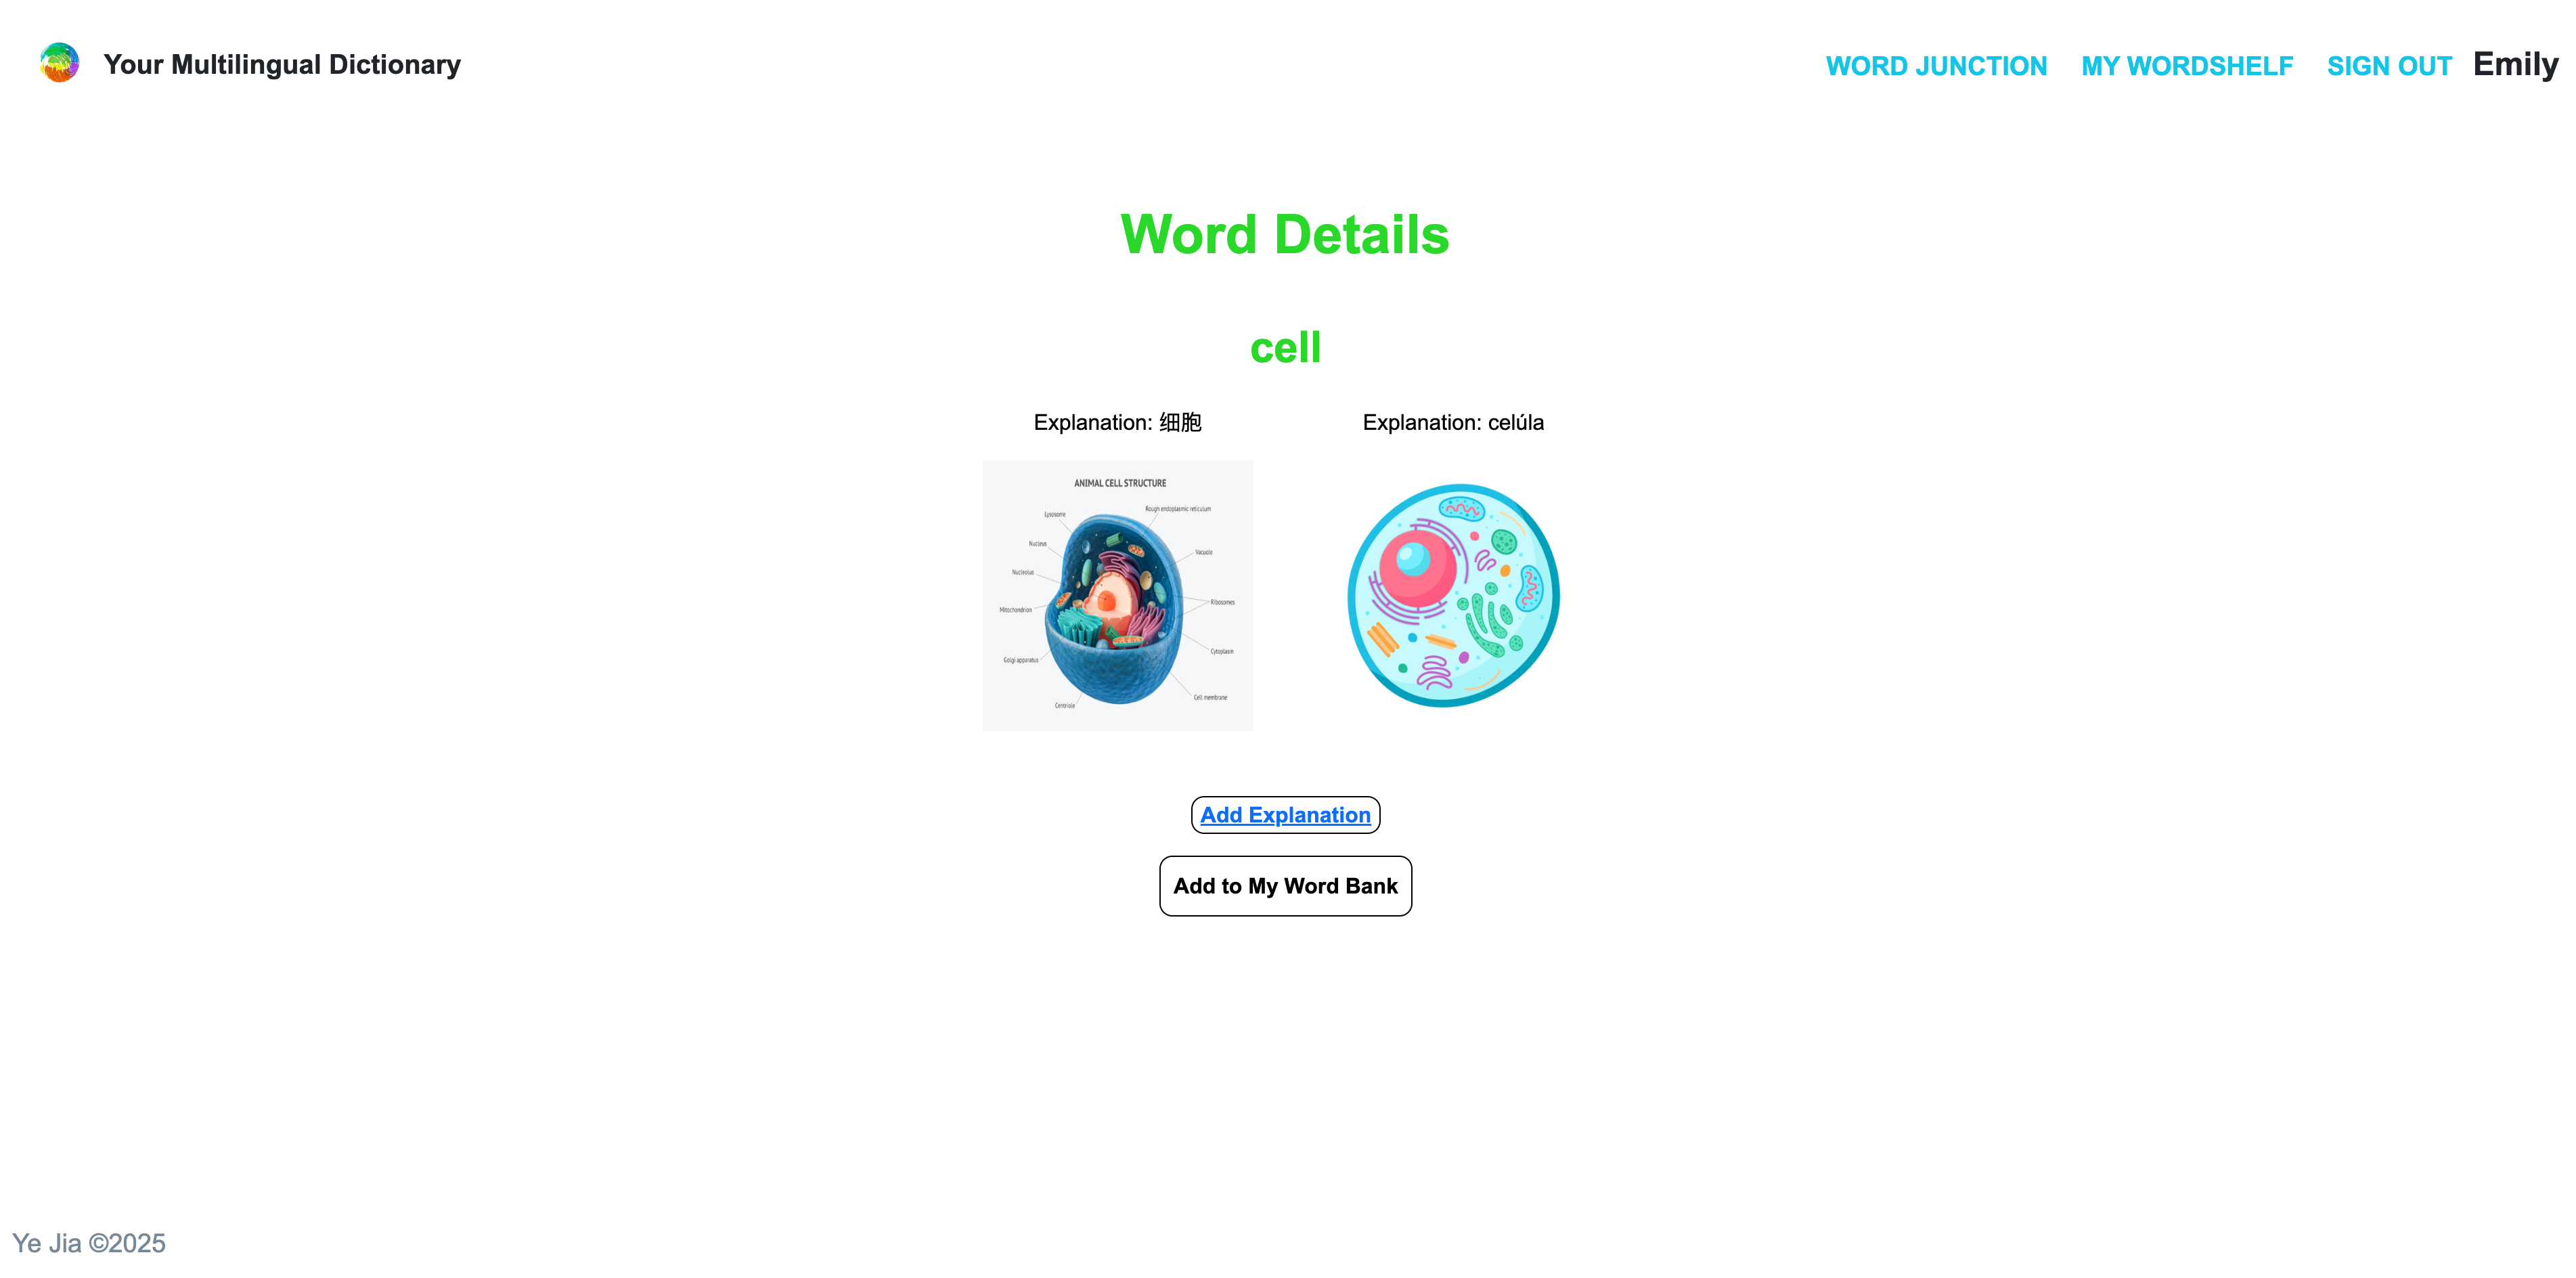 Your Multilingual Dictionary
WORD JUNCTION MY WORDSHELF SIGN OUT Emily
Word Details
cell
Explanation: 细胞
Explanation: celúla
ANIMAL CELL STRUCTURE
Lysosome
Rough endoplasmic reticulum
Nucleus
Vacuole
Nucleolus
Mitochondrion
Ribosomes
Golgi apparatus
Cytoplasm
Cell membrane
Centriole
Add Explanation
Add to My Word Bank
Ye Jia ©2025